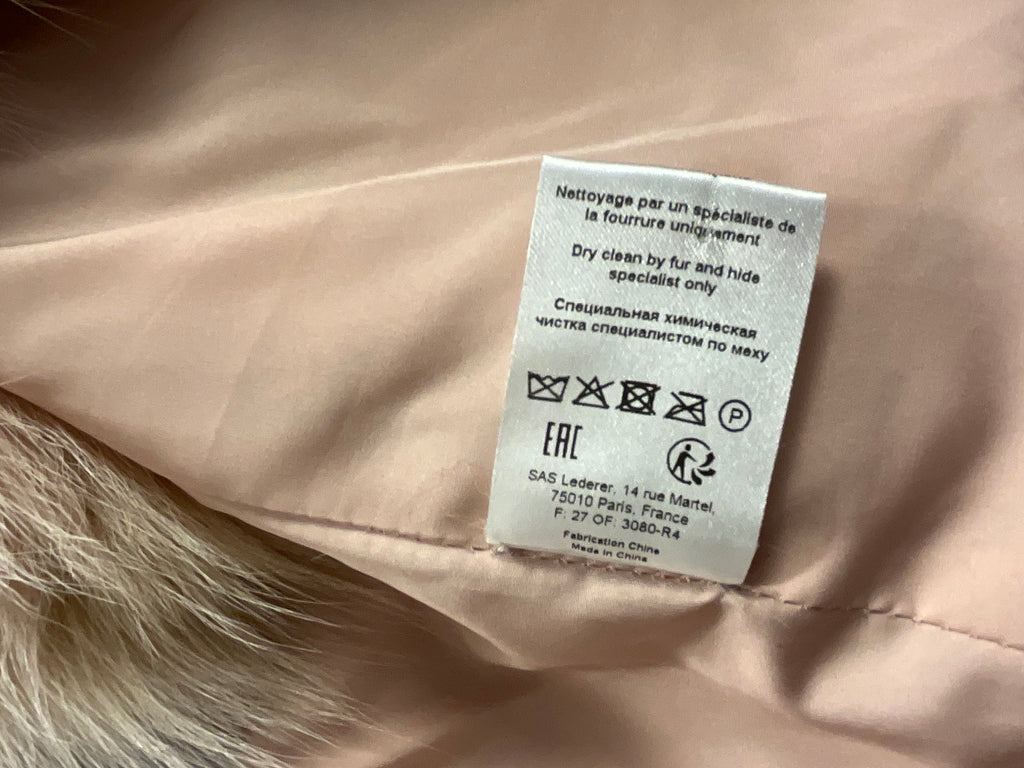 Nettoyage par un spécialiste de
la fourrure uniquement
Dry clean by fur and hide
specialist only
Специальная химическая
чистка специалистом по меху
P
EAC
SAS Lederer, 14 rue Martel,
75010 Paris, France
F: 27 OF: 3080-R4
Fabrication Chine
Made in China